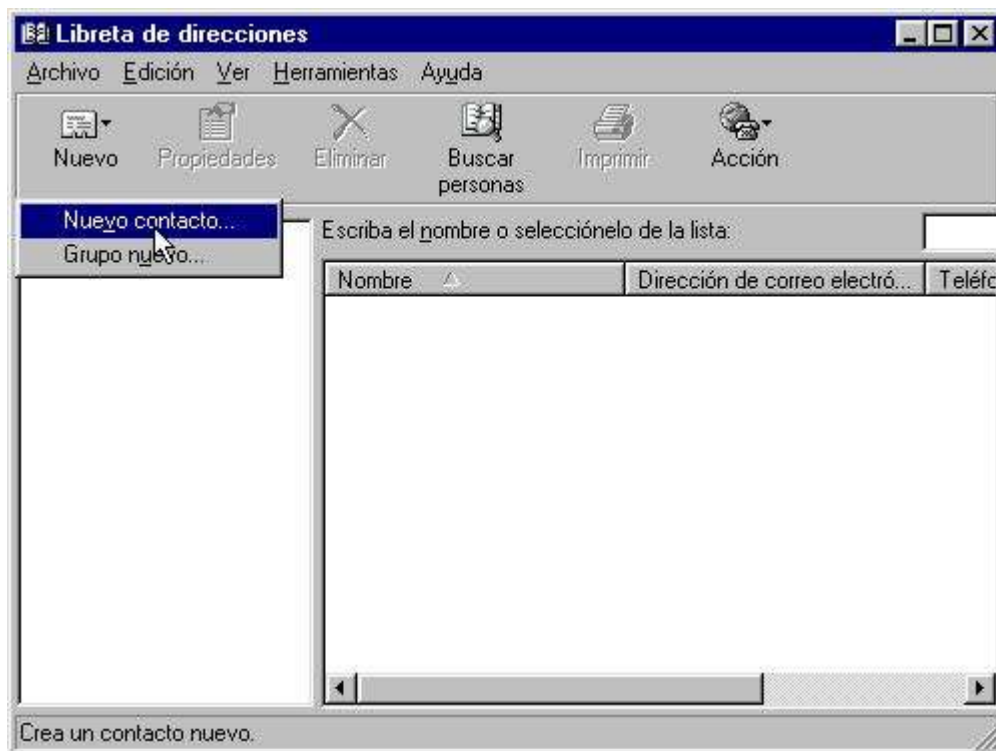 Libreta de direcciones
Archivo Edición Ver Herramientas Ayuda
Nuevo Propiedades Eliminar Buscar personas Imprimir Acción
Nuevo contacto...
Grupo nuevo...
Escriba el nombre o selecciónelo de la lista:
Nombre Dirección de correo electró... Teléfo
Crea un contacto nuevo.